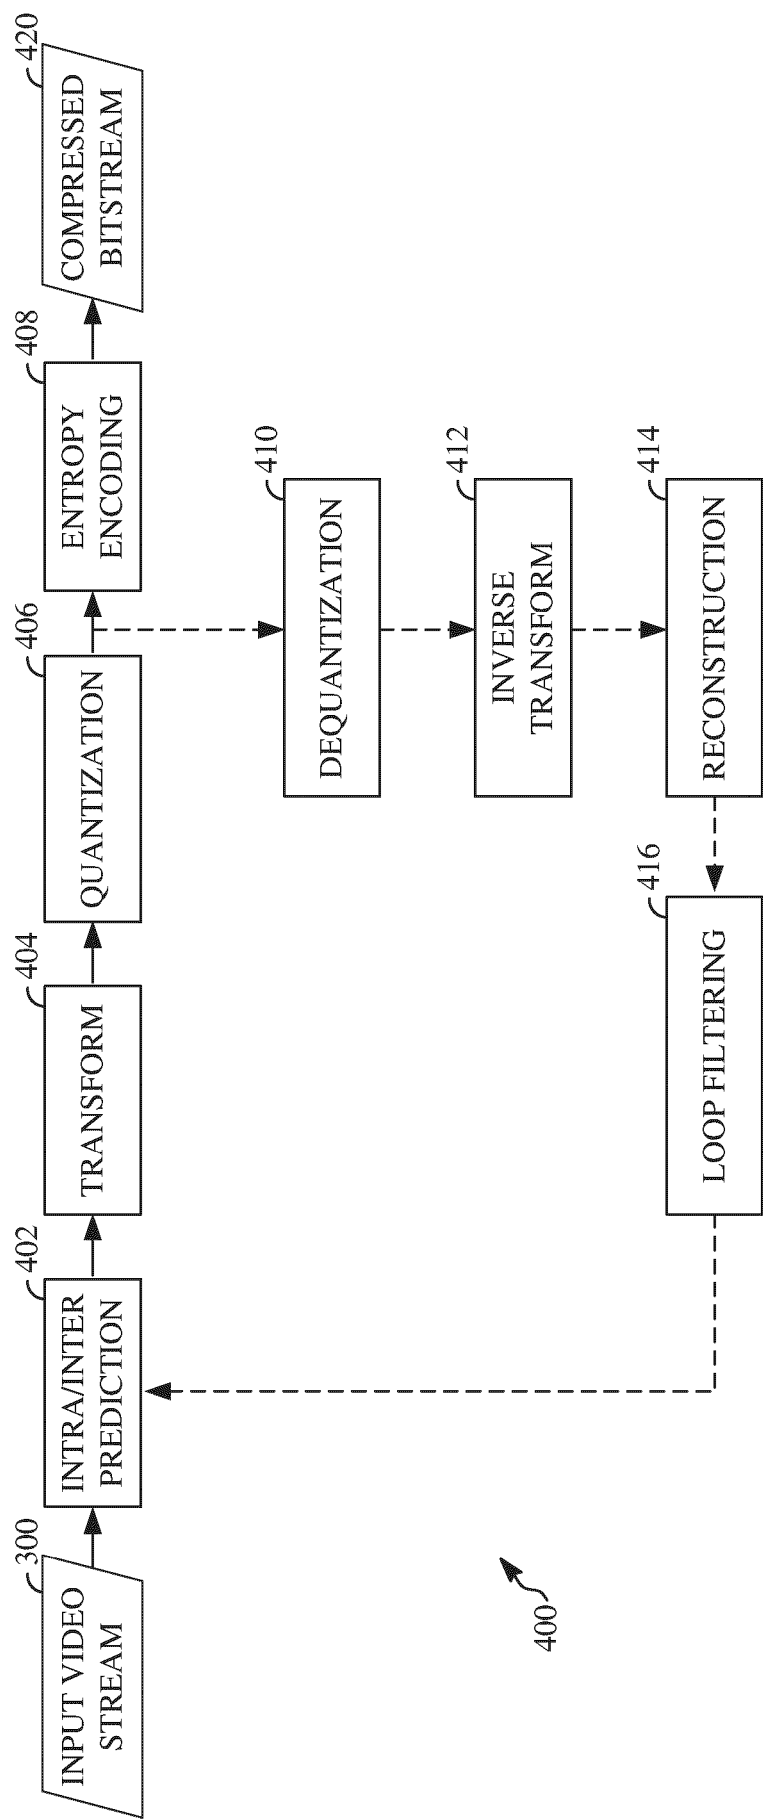 300
INPUT VIDEO
STREAM
402
INTRA/INTER
PREDICTION
404
TRANSFORM
406
QUANTIZATION
408
ENTROPY
ENCODING
420
COMPRESSED
BITSTREAM
410
DEQUANTIZATION
412
INVERSE
TRANSFORM
414
RECONSTRUCTION
416
LOOP FILTERING
400